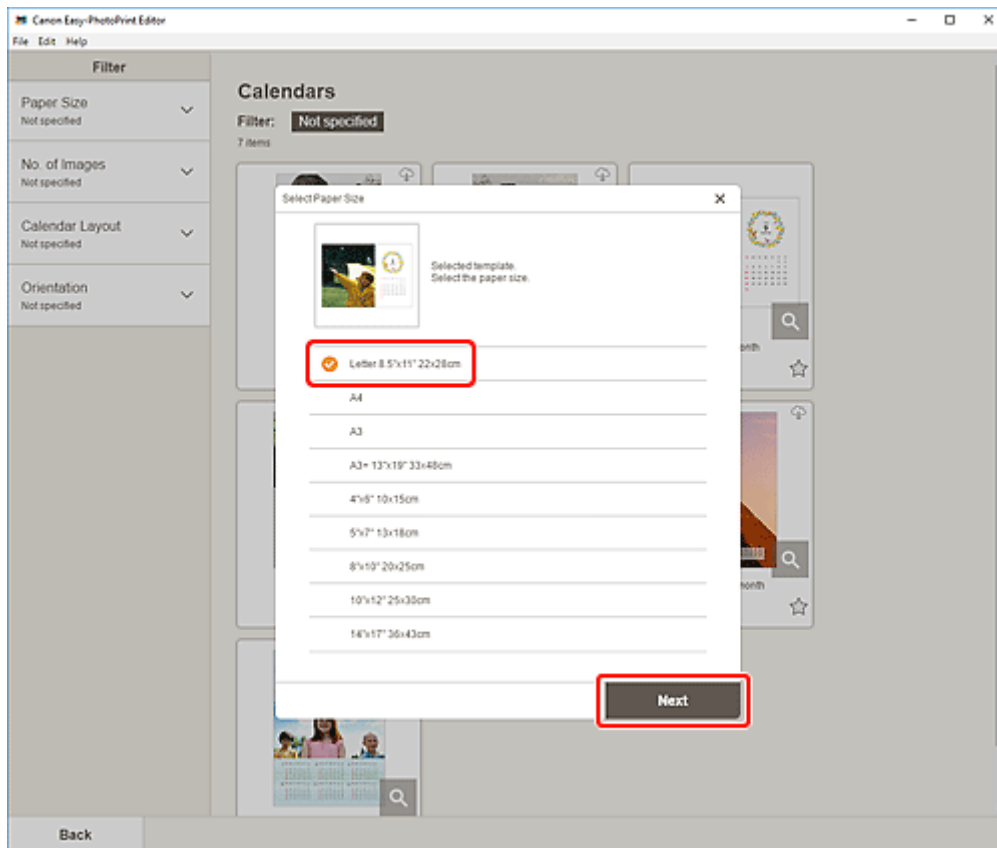 Canon Easy-PhotoPrint Editor
File Edit Help
Filter
Paper Size
Not specified
No. of Images
Not specified
Calendar Layout
Not specified
Orientation
Not specified
Calendars
Filter: Not specified
7 items
Select Paper Size
Selected template.
Select the paper size.
Letter 8.5"x11" 22x28cm
A4
A3
A3+ 13"x19" 33x48cm
4"x6" 10x15cm
5"x7" 13x18cm
8"x10" 20x25cm
10"x12" 25x30cm
14"x17" 36x43cm
Next
onth
month
Back